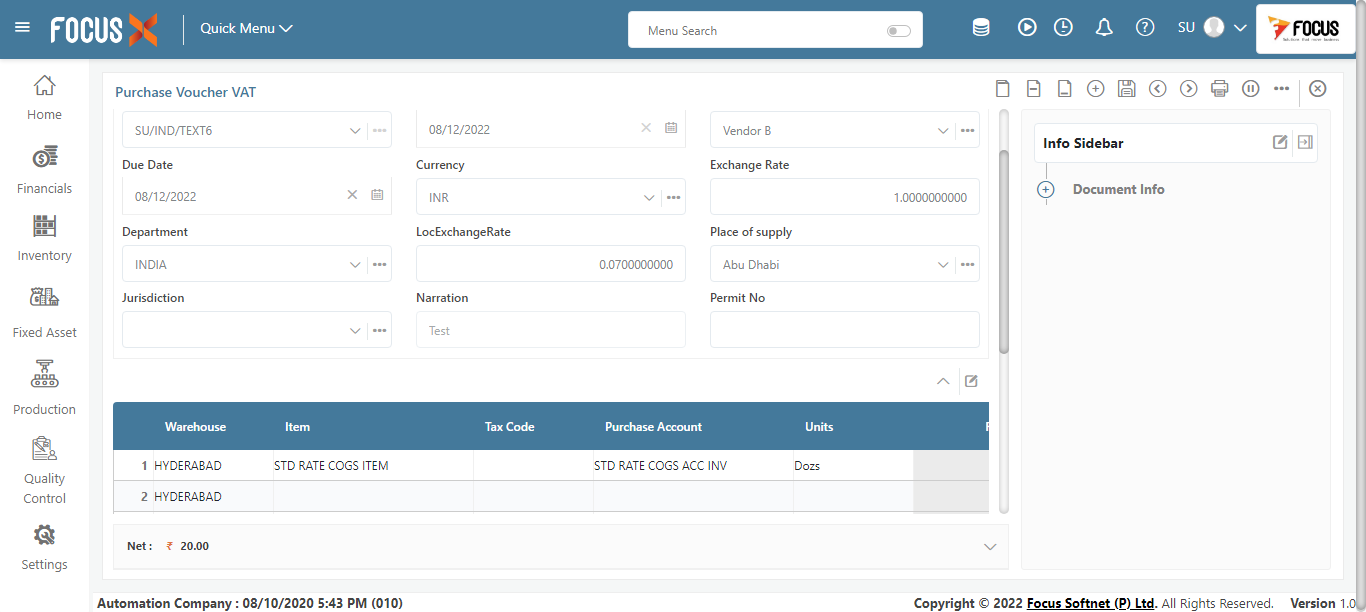 FOCUS X
Quick Menu
Menu Search
SU
FOCUS
Home
Financials
Inventory
Fixed Asset
Production
Quality
Control
Settings
Purchase Voucher VAT
SU/IND/TEXT6
08/12/2022
Vendor B
Due Date
Currency
Exchange Rate
08/12/2022
INR
1.0000000000
Department
LocExchangeRate
Place of supply
INDIA
0.0700000000
Abu Dhabi
Jurisdiction
Narration
Permit No
Test
Warehouse Item Tax Code Purchase Account Units
1 HYDERABAD STD RATE COGS ITEM STD RATE COGS ACC INV Dozs
2 HYDERABAD
Net : ₹ 20.00
Info Sidebar
Document Info
Automation Company : 08/10/2020 5:43 PM (010)
Copyright © 2022 Focus Softnet (P) Ltd. All Rights Reserved. Version 1.0